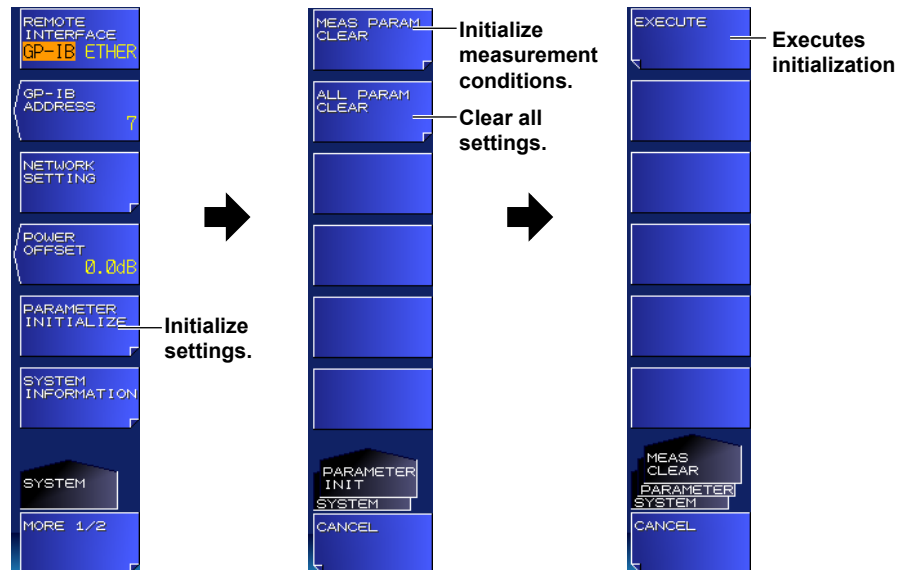 REMOTE
INTERFACE
GP-IB ETHER
GP-IB
ADDRESS
7
NETWORK
SETTING
POWER
OFFSET
0.0dB
PARAMETER
INITIALIZE
Initialize
settings.
SYSTEM
INFORMATION
SYSTEM
MORE 1/2
MEAS PARAM
CLEAR
Initialize
measurement
conditions.
ALL PARAM
CLEAR
Clear all
settings.
PARAMETER
INIT
SYSTEM
CANCEL
EXECUTE
Executes
initialization
MEAS
CLEAR
PARAMETER
SYSTEM
CANCEL